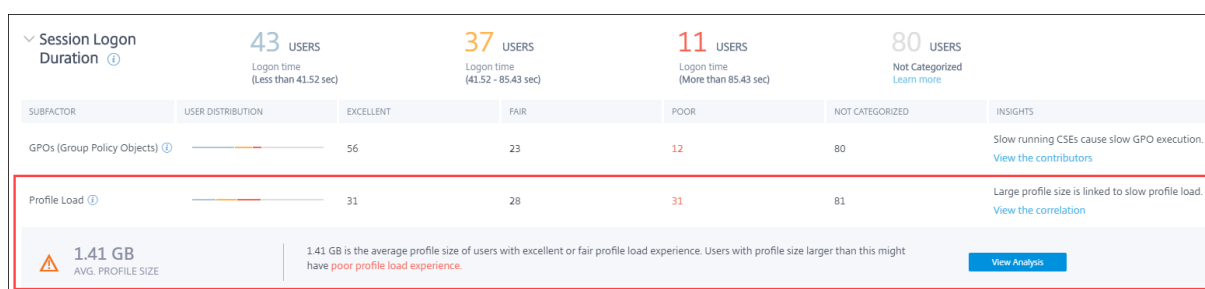 Session Logon
Duration
43 USERS
Logon time
(Less than 41.52 sec)
37 USERS
Logon time
(41.52 - 85.43 sec)
11 USERS
Logon time
(More than 85.43 sec)
80 USERS
Not Categorized
Learn more
SUBFACTOR USER DISTRIBUTION EXCELLENT FAIR POOR NOT CATEGORIZED INSIGHTS
GPOs (Group Policy Objects) 56 23 12 80
Slow running CSEs cause slow GPO execution.
View the contributors
Profile Load 31 28 31 81
Large profile size is linked to slow profile load.
View the correlation
1.41 GB
AVG. PROFILE SIZE
1.41 GB is the average profile size of users with excellent or fair profile load experience. Users with profile size larger than this might
have poor profile load experience.
View Analysis